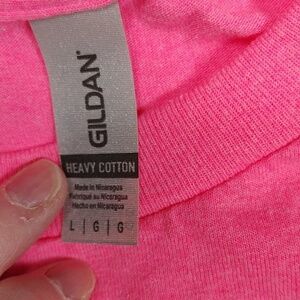 GILDAN®
HEAVY COTTON
Made in Nicaragua
Fabriqué au Nicaragua
Hecho en Nicaragua
L | G | G